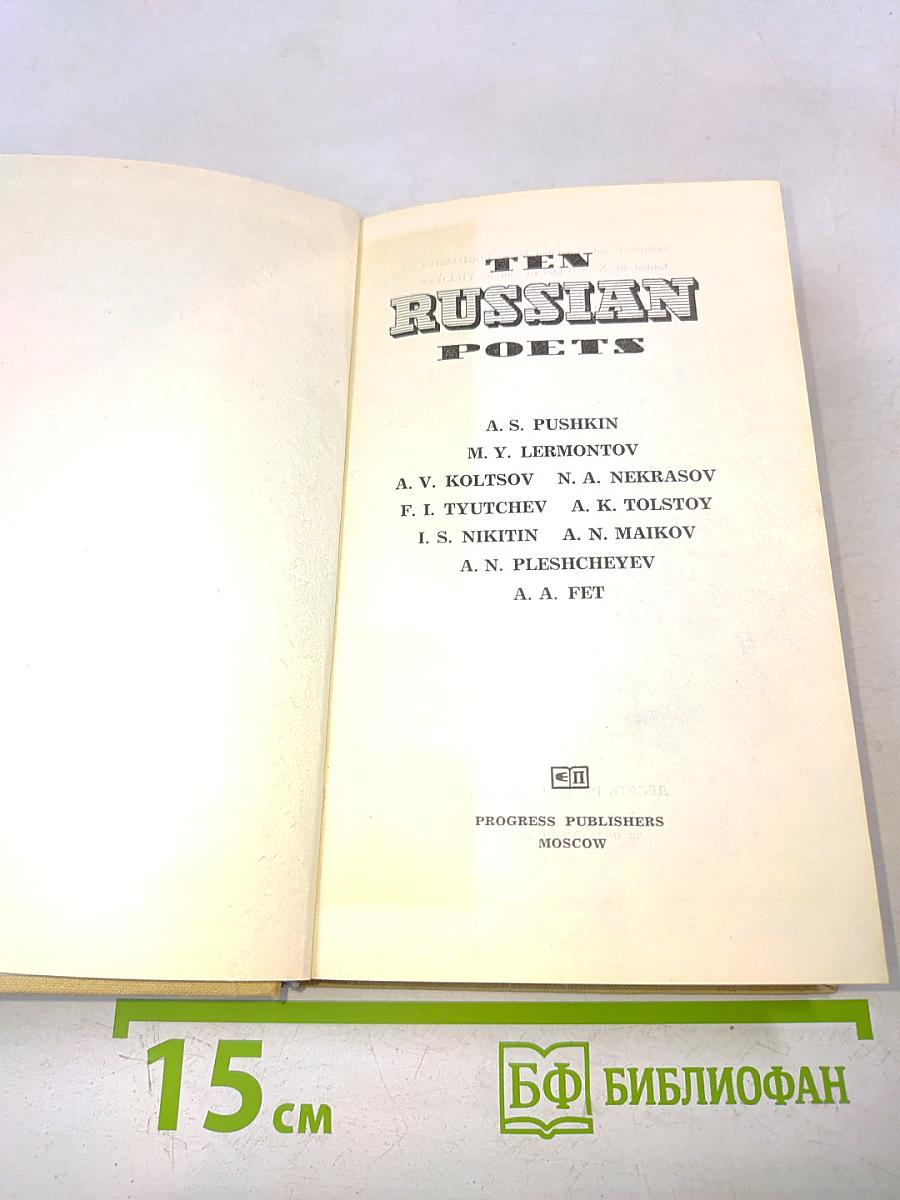 TEN
RUSSIAN
POETS
A. S. PUSHKIN
M. Y. LERMONTOV
A. V. KOLTSOV N. A. NEKRASOV
F. I. TYUTCHEV A. K. TOLSTOY
I. S. NIKITIN A. N. MAIKOV
A. N. PLESHCHEYEV
A. A. FET
PROGRESS PUBLISHERS
MOSCOW
15 см
БФ БИБЛИОФАН